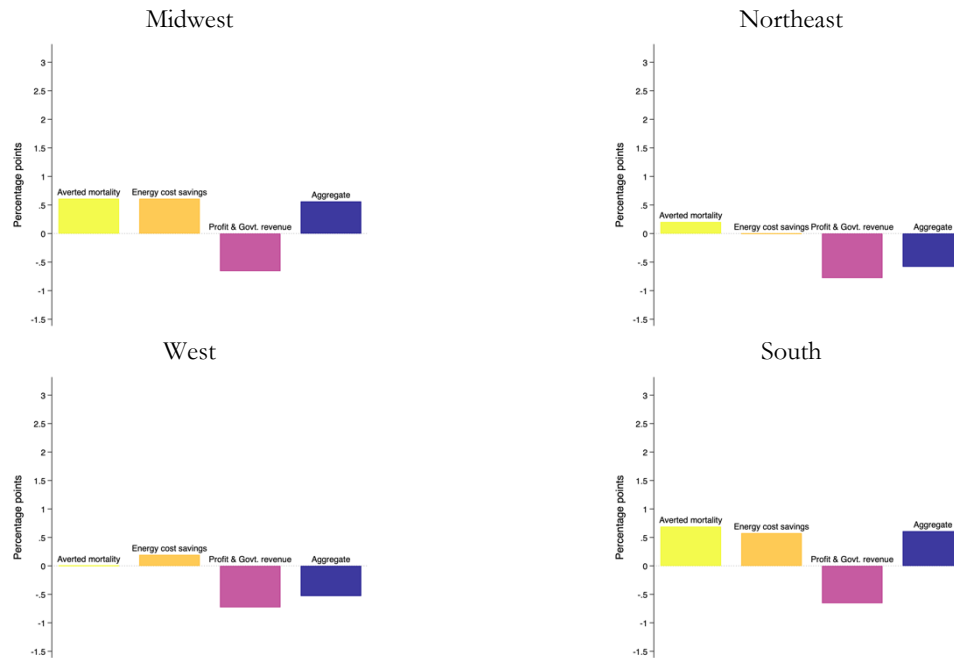 Midwest
Percentage points
3
2.5
2
1.5
1
.5
0
-.5
-1
-1.5
Averted mortality
Energy cost savings
Profit & Govt. revenue
Aggregate
Northeast
Percentage points
3
2.5
2
1.5
1
.5
0
-.5
-1
-1.5
Averted mortality
Energy cost savings
Profit & Govt. revenue
Aggregate
West
Percentage points
3
2.5
2
1.5
1
.5
0
-.5
-1
-1.5
Averted mortality
Energy cost savings
Profit & Govt. revenue
Aggregate
South
Percentage points
3
2.5
2
1.5
1
.5
0
-.5
-1
-1.5
Averted mortality
Energy cost savings
Profit & Govt. revenue
Aggregate